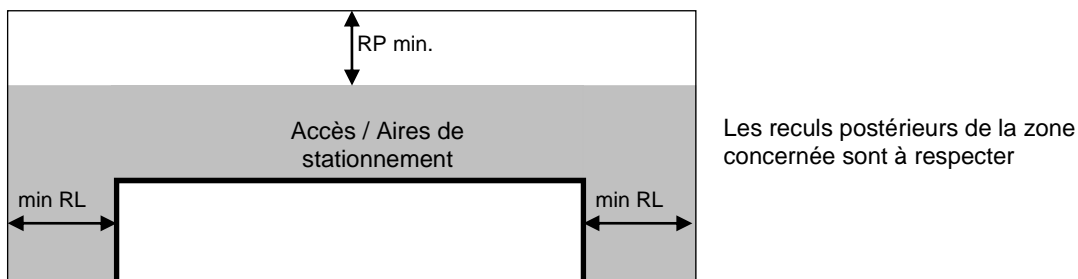 RP min.
Accès / Aires de
stationnement
min RL
min RL
Les reculs postérieurs de la zone
concernée sont à respecter